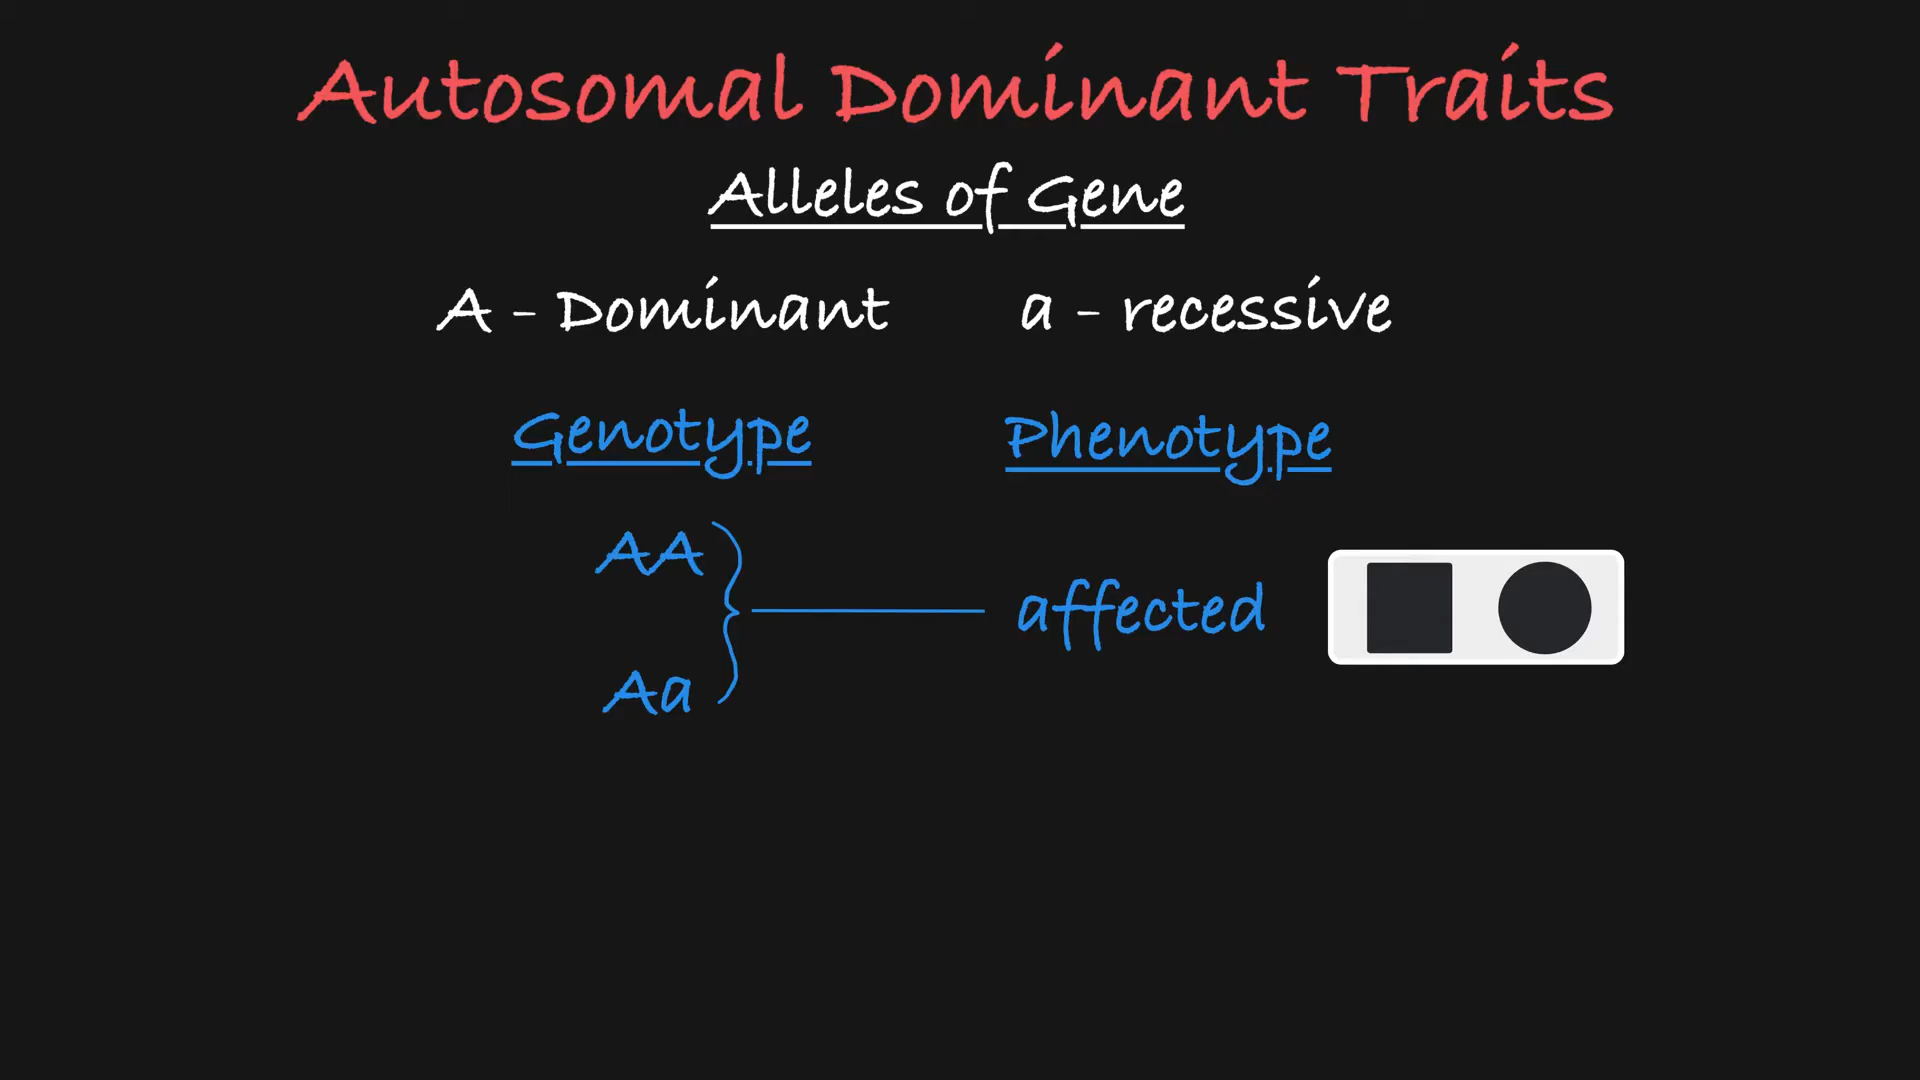 Autosomal Dominant Traits
Alleles of Gene
A - Dominant a - recessive
Genotype Phenotype
AA
affected
Aa